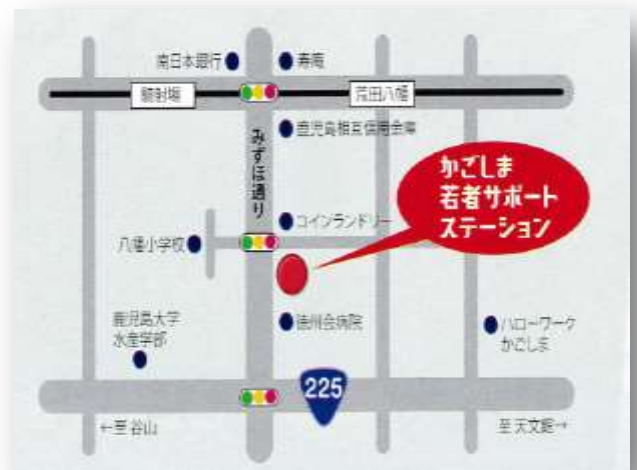 南日本銀行
寿庵
騎射場
荒田八幡
鹿児島相互信用金庫
みずほ通り
かごしま
若者サポート
ステーション
コインランドリー
八幡小学校
鹿児島大学
水産学部
徳州会病院
ハローワーク
かごしま
225
←至 谷山
至 天文館→